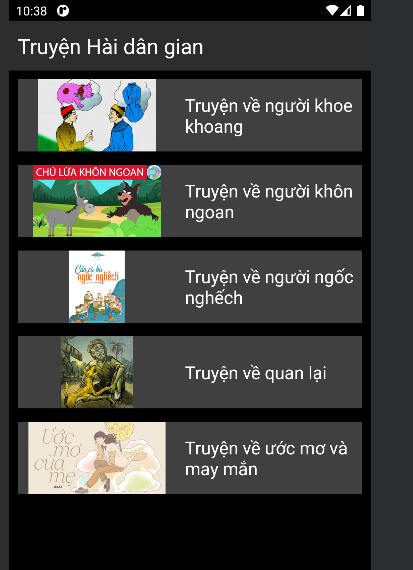 10:38
Truyện Hài dân gian
Truyện về người khoe
khoang
CHÚ LỪA KHÔN NGOAN
Truyện về người khôn
ngoan
ngốc nghếch
Truyện về người ngốc
nghếch
Truyện về quan lại
Ước
mơ
của
mẹ
Truyện về ước mơ và
may mắn